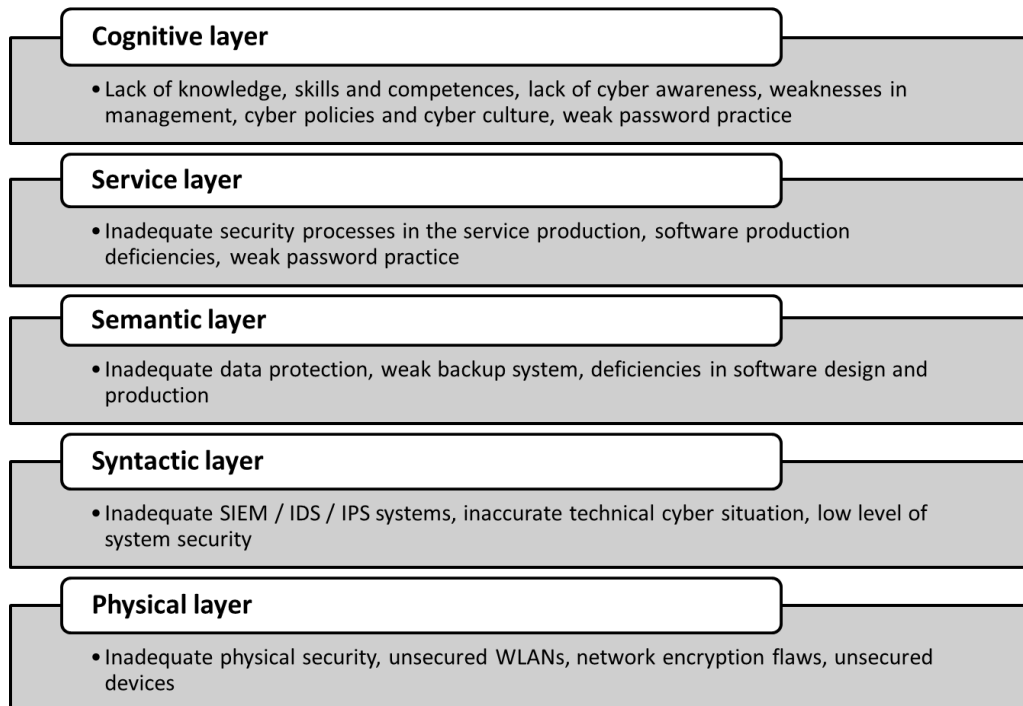 Cognitive layer
• Lack of knowledge, skills and competences, lack of cyber awareness, weaknesses in
management, cyber policies and cyber culture, weak password practice
Service layer
• Inadequate security processes in the service production, software production
deficiencies, weak password practice
Semantic layer
• Inadequate data protection, weak backup system, deficiencies in software design and
production
Syntactic layer
• Inadequate SIEM / IDS / IPS systems, inaccurate technical cyber situation, low level of
system security
Physical layer
• Inadequate physical security, unsecured WLANs, network encryption flaws, unsecured
devices